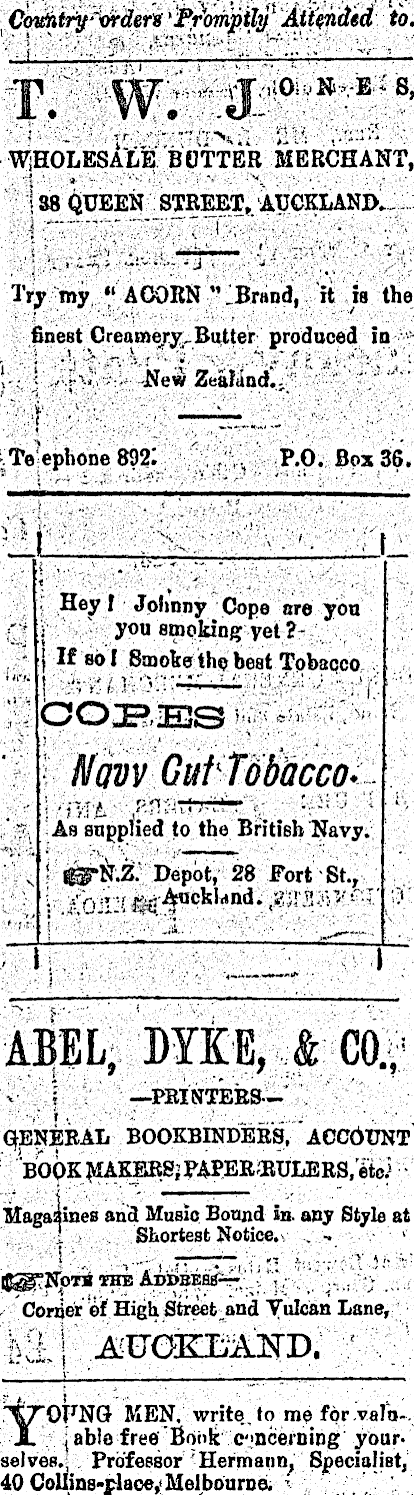 Country orders Promptly Attended to.
T. W. JONES,
WHOLESALE BUTTER MERCHANT,
38 QUEEN STREET, AUCKLAND.
Try my "ACORN" Brand, it is the
finest Creamery Butter produced in
New Zealand.
Te ephone 892. P.O. Box 36.
Hey! Johnny Cope are you
you smoking yet?
If so! Smoke the best Tobacco
COPES
Navy Cut Tobacco.
As supplied to the British Navy.
☞N.Z. Depot, 28 Fort St.,
Auckland.
ABEL, DYKE, & CO.,
—PRINTERS—
GENERAL BOOKBINDERS, ACCOUNT
BOOK MAKERS, PAPER RULERS, etc.
Magazines and Music Bound in any Style at
Shortest Notice.
☞NOTE THE ADDRESS—
Corner of High Street and Vulcan Lane,
AUCKLAND.
YOUNG MEN, write to me for valu-
able free Book concerning your-
selves. Professor Hermann, Specialist,
40 Collins-place, Melbourne.